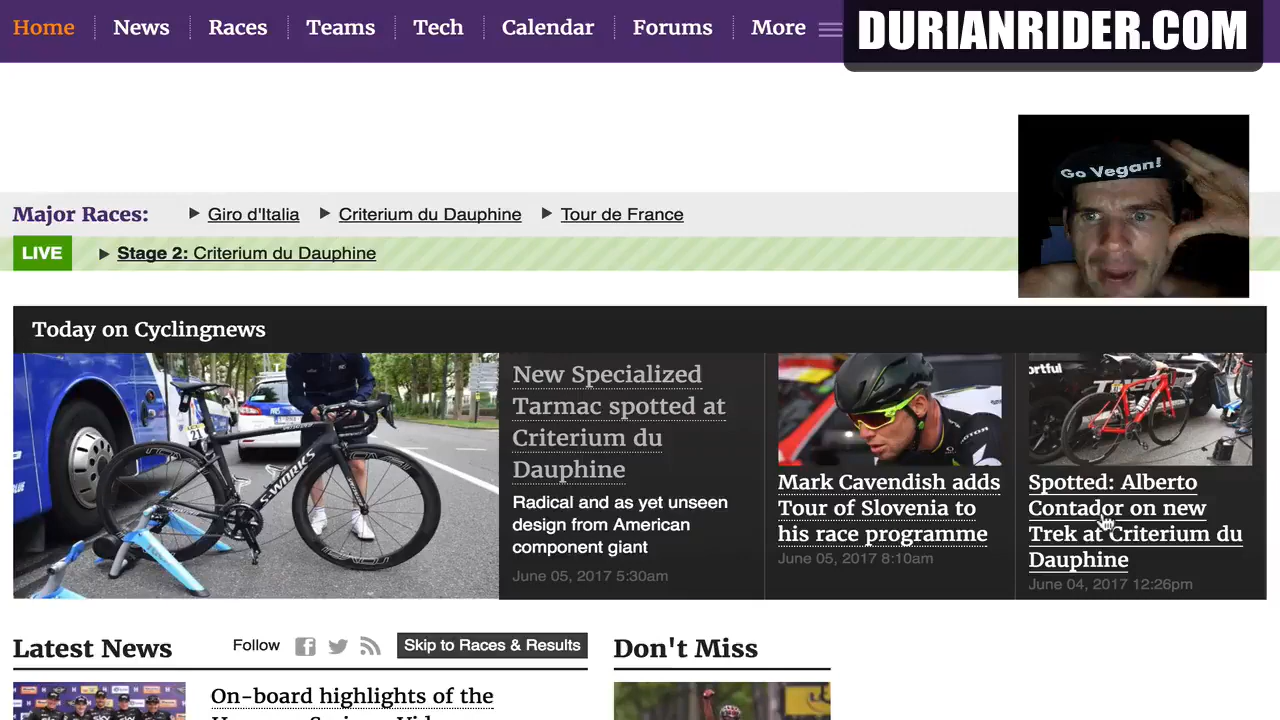 Home News Races Teams Tech Calendar Forums More
DURIANRIDER.COM
Go Vegan!
Major Races: Giro d'Italia Criterium du Dauphine Tour de France
LIVE Stage 2: Criterium du Dauphine
Today on Cyclingnews
S-WORKS
New Specialized
Tarmac spotted at
Criterium du
Dauphine
Radical and as yet unseen
design from American
component giant
June 05, 2017 5:30am
Mark Cavendish adds
Tour of Slovenia to
his race programme
June 05, 2017 8:10am
TREK
Spotted: Alberto
Contador on new
Trek at Criterium du
Dauphine
June 04, 2017 12:26pm
Latest News
Follow
Skip to Races & Results
Don't Miss
On-board highlights of the